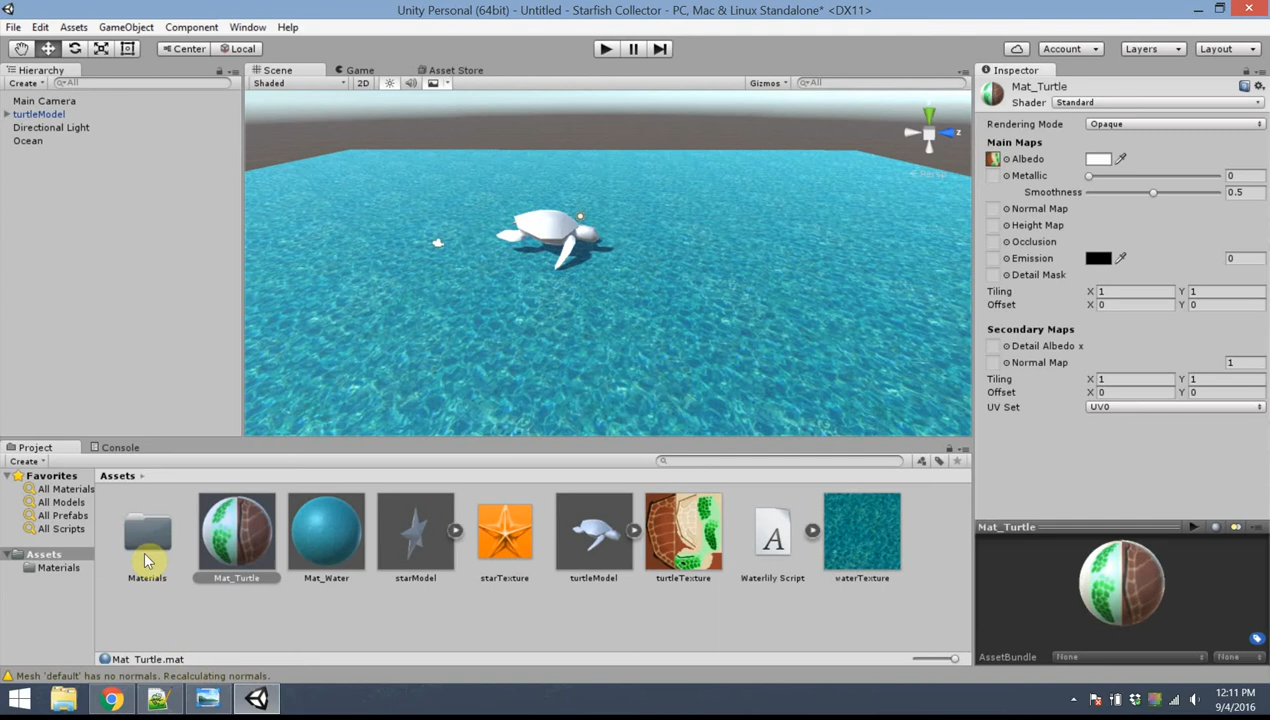 Unity Personal (64bit) - Untitled - Starfish Collector - PC, Mac & Linux Standalone* <DX11>
File Edit Assets GameObject Component Window Help
Center Local Account Layers Layout
Hierarchy Scene Game Asset Store Inspector
Create All Shaded 2D Gizmos All
Main Camera
turtleModel
Directional Light
Ocean
z
Persp
Mat_Turtle
Shader Standard
Rendering Mode Opaque
Main Maps
Albedo
Metallic 0
Smoothness 0.5
Normal Map
Height Map
Occlusion
Emission 0
Detail Mask
Tiling X 1 Y 1
Offset X 0 Y 0
Secondary Maps
Detail Albedo x
Normal Map 1
Tiling X 1 Y 1
Offset X 0 Y 0
UV Set UV0
Project Console
Create
Favorites
All Materials
All Models
All Prefabs
All Scripts
Assets
Materials
Assets
A
Materials Mat_Turtle Mat_Water starModel starTexture turtleModel turtleTexture Waterlily Script waterTexture
Mat_Turtle.mat
Mat_Turtle
AssetBundle None None
Mesh 'default' has no normals. Recalculating normals.
12:11 PM
9/4/2016